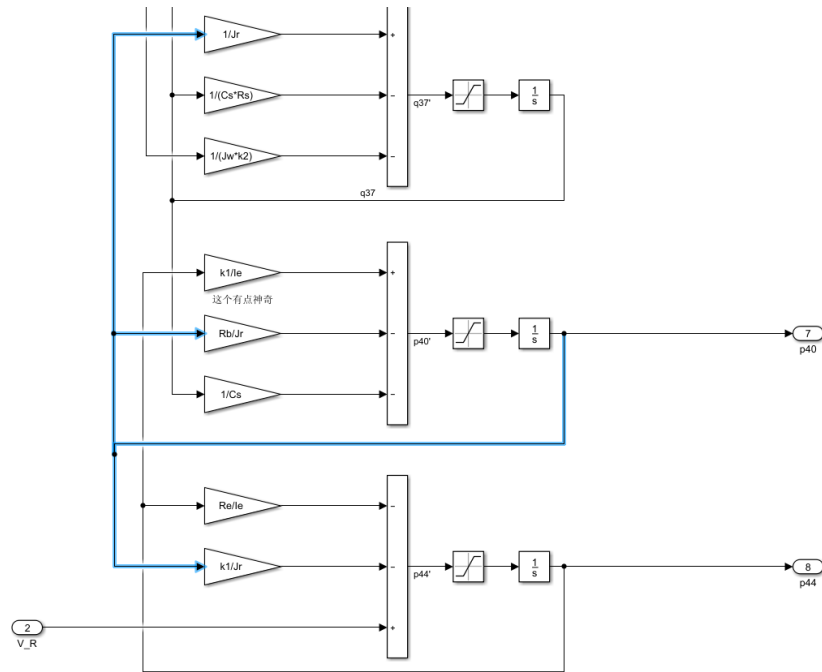 1/Jr
+
1/(Cs*Rs)
−
q37'
1
s
1/(Jw*k2)
−
q37
k1/Ie
+
这个有点神奇
Rb/Jr
−
p40'
1
s
7
p40
1/Cs
−
Re/Ie
−
k1/Jr
−
p44'
1
s
8
p44
2
+
V_R